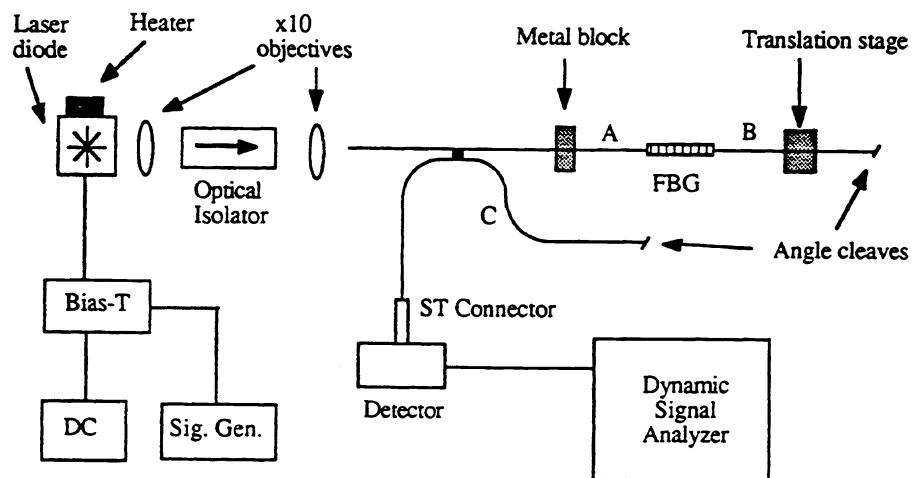 Laser
diode
Heater
x10
objectives
Metal block
Translation stage
A
B
Optical
Isolator
FBG
C
Angle cleaves
Bias-T
ST Connector
DC
Sig. Gen.
Detector
Dynamic
Signal
Analyzer